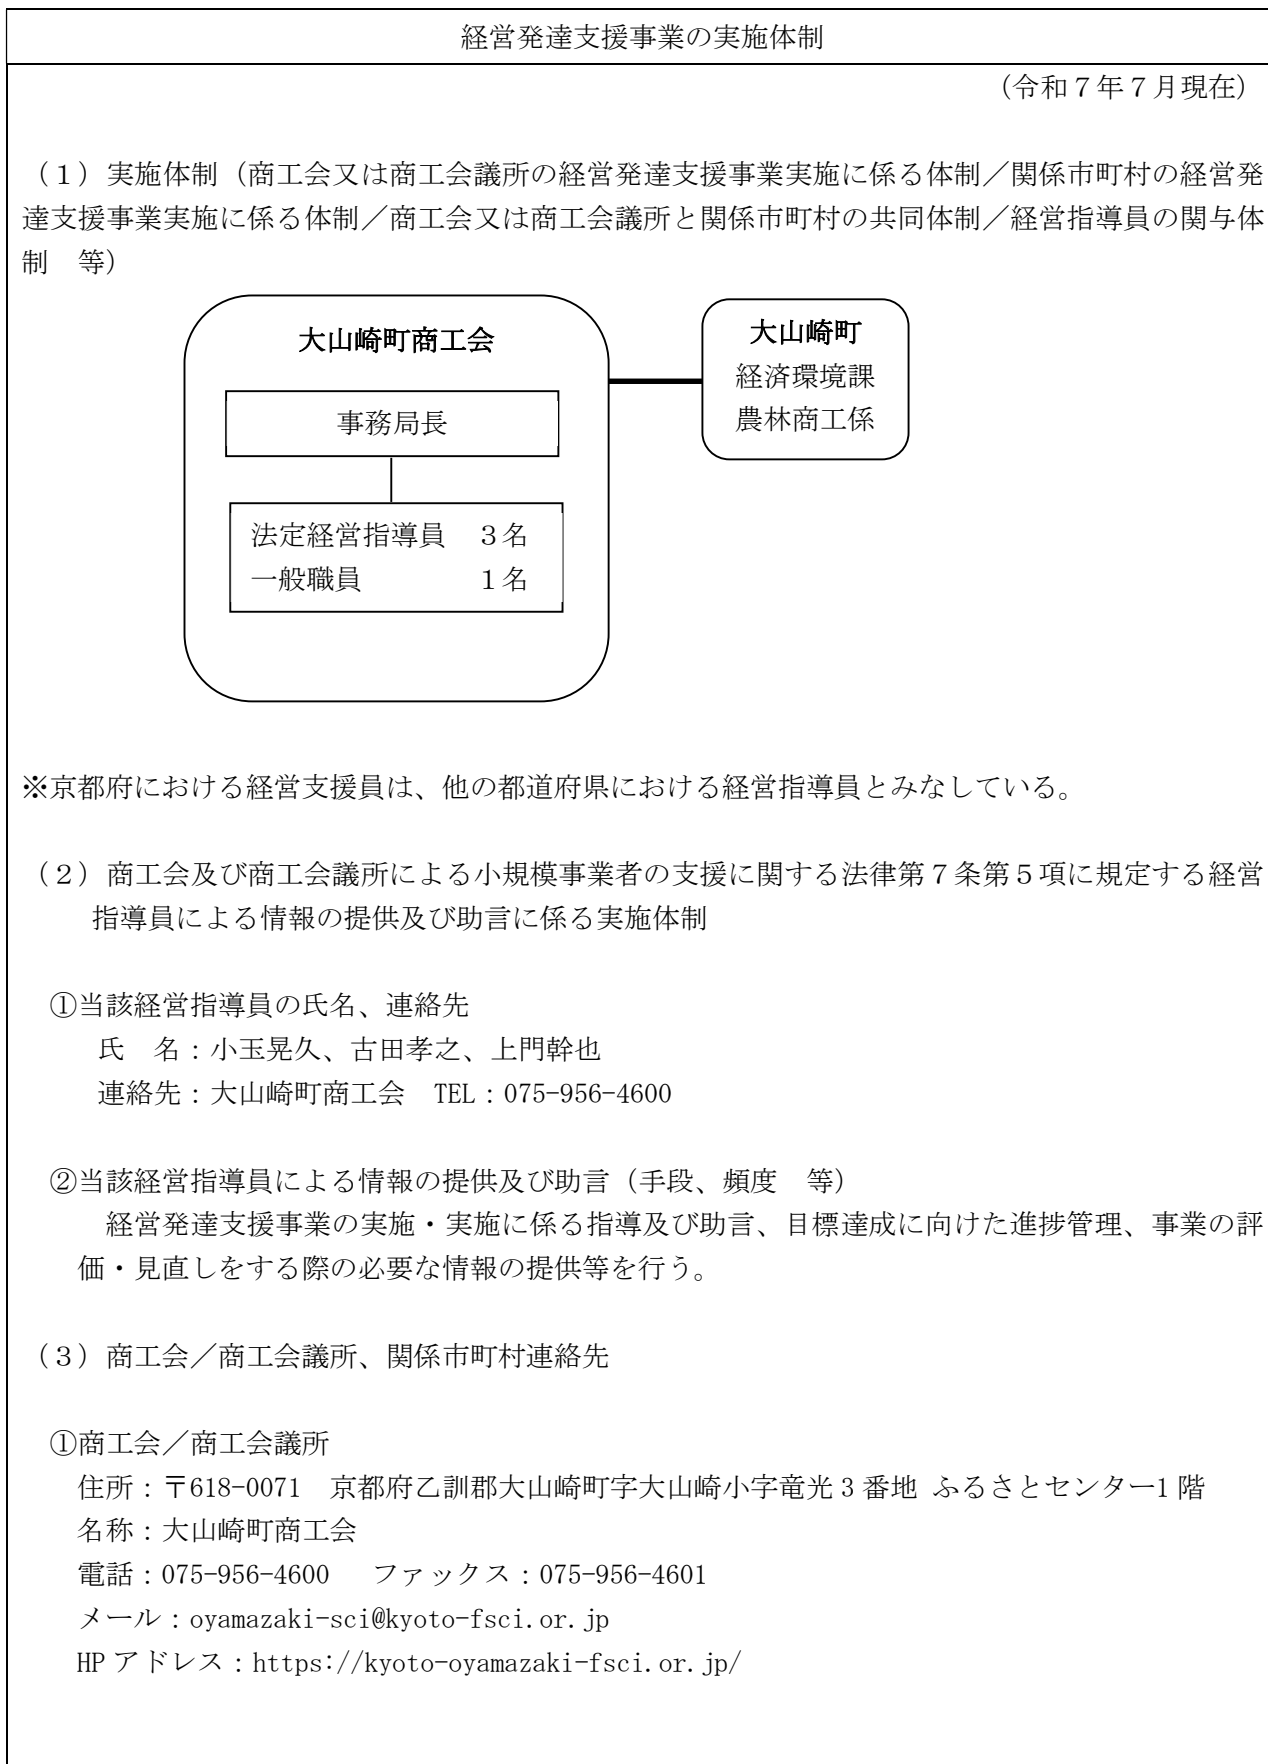 経営発達支援事業の実施体制
（令和７年７月現在）
（１）実施体制（商工会又は商工会議所の経営発達支援事業実施に係る体制／関係市町村の経営発
達支援事業実施に係る体制／商工会又は商工会議所と関係市町村の共同体制／経営指導員の関与体
制　等）
大山崎町商工会
事務局長
法定経営指導員　３名
一般職員　　　　１名
大山崎町
経済環境課
農林商工係
※京都府における経営支援員は、他の都道府県における経営指導員とみなしている。
（２）商工会及び商工会議所による小規模事業者の支援に関する法律第７条第５項に規定する経営
指導員による情報の提供及び助言に係る実施体制
①当該経営指導員の氏名、連絡先
氏　名：小玉晃久、古田孝之、上門幹也
連絡先：大山崎町商工会　TEL：075-956-4600
②当該経営指導員による情報の提供及び助言（手段、頻度　等）
経営発達支援事業の実施・実施に係る指導及び助言、目標達成に向けた進捗管理、事業の評
価・見直しをする際の必要な情報の提供等を行う。
（３）商工会／商工会議所、関係市町村連絡先
①商工会／商工会議所
住所：〒618-0071　京都府乙訓郡大山崎町字大山崎小字竜光３番地 ふるさとセンター1階
名称：大山崎町商工会
電話：075-956-4600　ファックス：075-956-4601
メール：oyamazaki-sci@kyoto-fsci.or.jp
HPアドレス：https://kyoto-oyamazaki-fsci.or.jp/